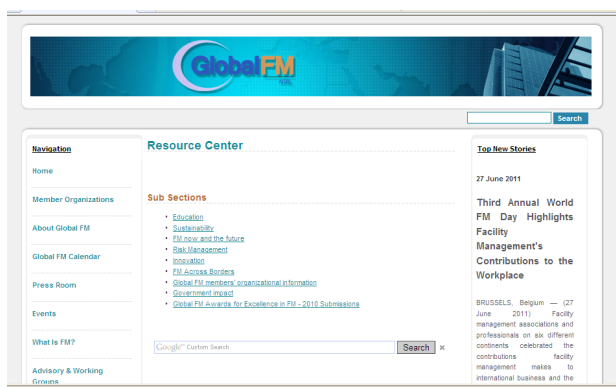 GlobalFM
Search
Navigation
Home
Member Organizations
About Global FM
Global FM Calendar
Press Room
Events
What Is FM?
Advisory & Working
Groups
Resource Center
Sub Sections
Education
Sustainability
FM now and the future
Risk Management
Innovation
FM Across Borders
Global FM members' organizational information
Government impact
Global FM Awards for Excellence in FM - 2010 Submissions
Google™ Custom Search
Search ×
Top New Stories
27 June 2011
Third Annual World
FM Day Highlights
Facility
Management's
Contributions to the
Workplace
BRUSSELS, Belgium — (27
June 2011) Facility
management associations and
professionals on six different
continents celebrated the
contributions facility
management makes to
international business and the